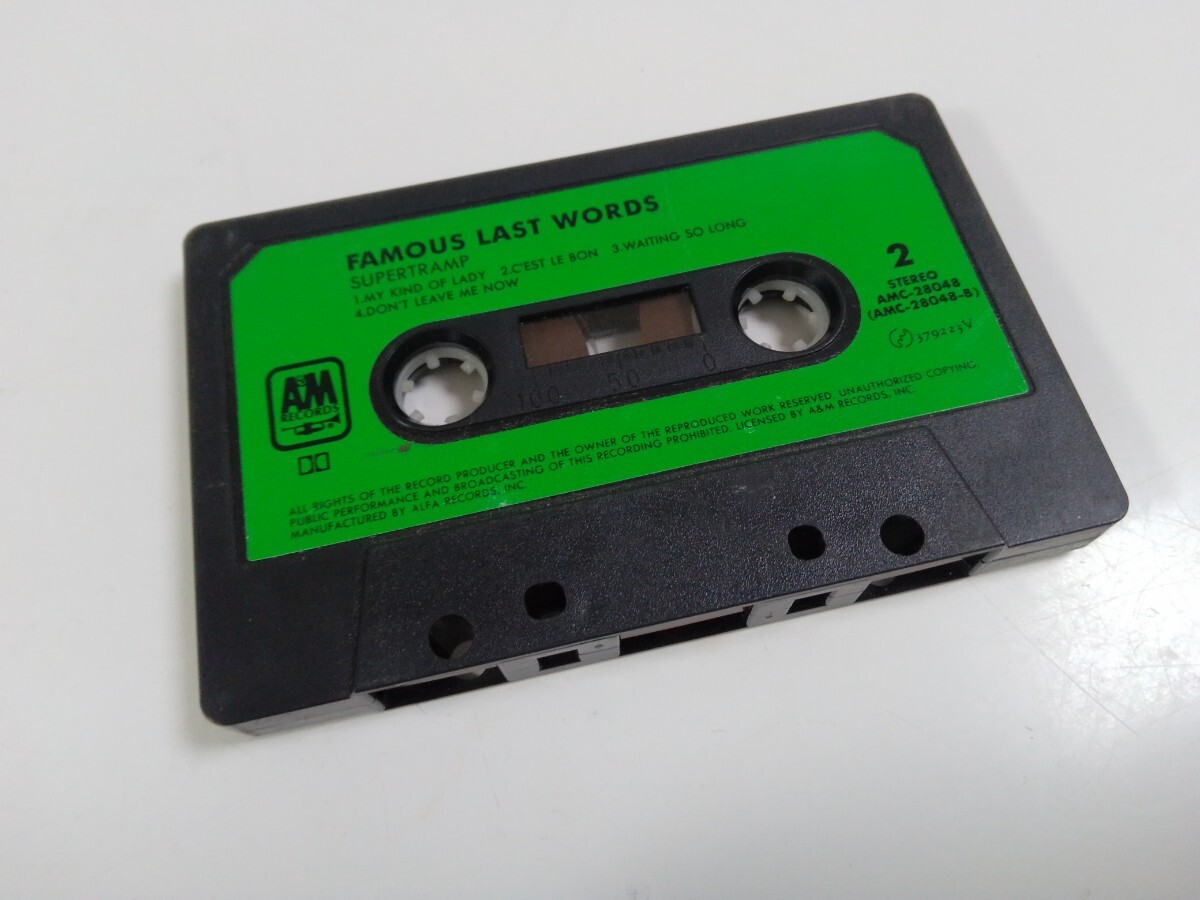 FAMOUS LAST WORDS
SUPERTRAMP
1.MY KIND OF LADY 2.C'EST LE BON 3.WAITING SO LONG
4.DON'T LEAVE ME NOW
2
STEREO
AMC-28048
(AMC-28048-B)
379223V
A&M
RECORDS
100 50 0
ALL RIGHTS OF THE RECORD PRODUCER AND THE OWNER OF THE REPRODUCED WORK RESERVED. UNAUTHORIZED COPYING,
PUBLIC PERFORMANCE AND BROADCASTING OF THIS RECORDING PROHIBITED. LICENSED BY A&M RECORDS, INC.
MANUFACTURED BY ALFA RECORDS, INC.